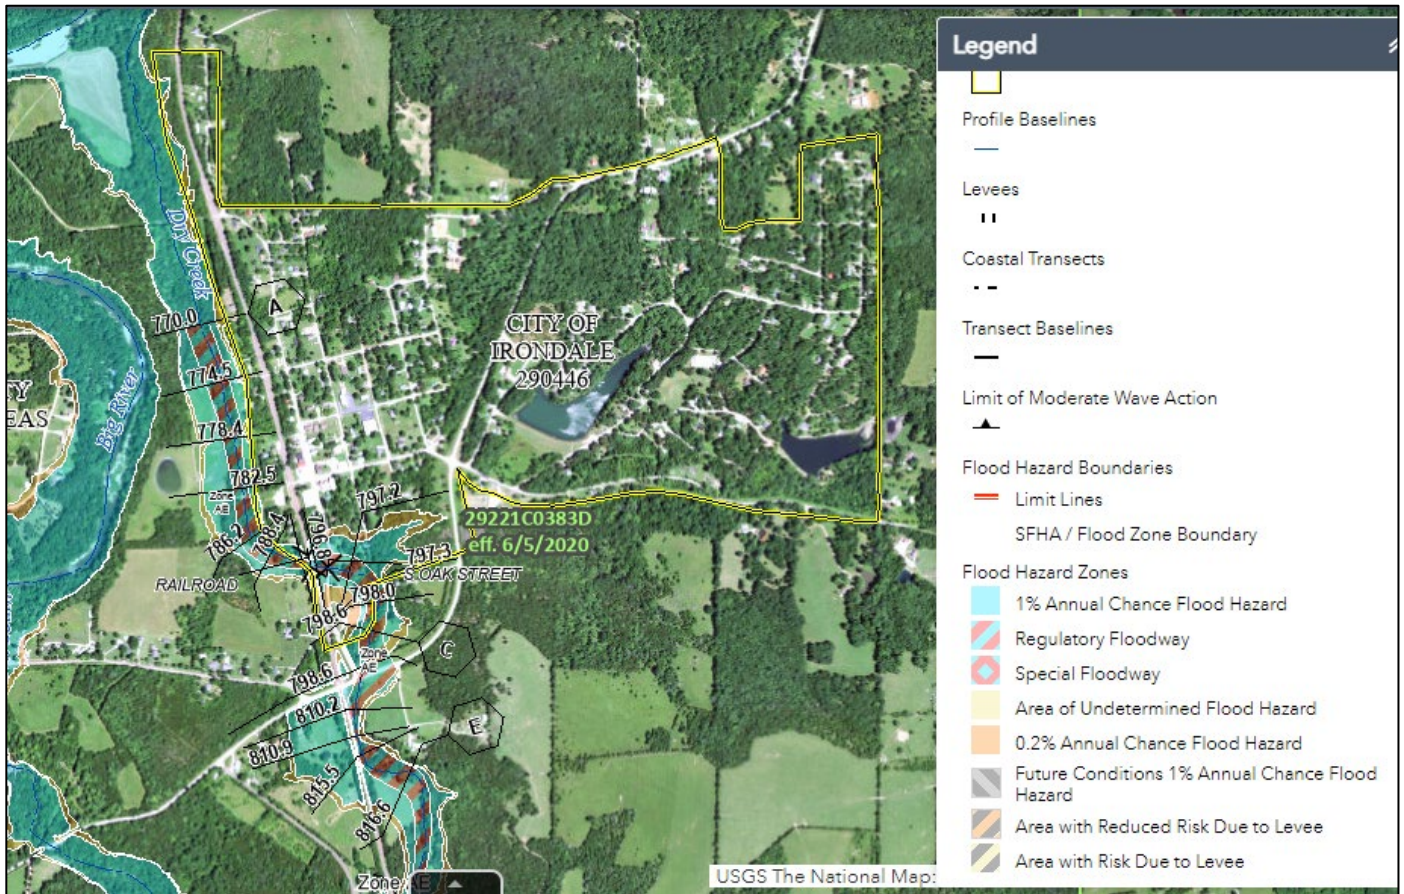 Legend
Profile Baselines
Levees
Coastal Transects
Transect Baselines
Limit of Moderate Wave Action
Flood Hazard Boundaries
Limit Lines
SFHA / Flood Zone Boundary
Flood Hazard Zones
1% Annual Chance Flood Hazard
Regulatory Floodway
Special Floodway
Area of Undetermined Flood Hazard
0.2% Annual Chance Flood Hazard
Future Conditions 1% Annual Chance Flood
Hazard
Area with Reduced Risk Due to Levee
Area with Risk Due to Levee
Dry Creek
Big River
TY
EAS
A
770.0
774.5
778.4
782.5
Zone
AE
786.2
788.4
796.8
797.2
CITY OF
IRONDALE
290446
29221C0383D
eff. 6/5/2020
797.3
S OAK STREET
RAILROAD
798.0
798.6
Zone
AE
C
798.6
810.2
E
810.9
815.5
816.6
Zone AE
USGS The National Map: